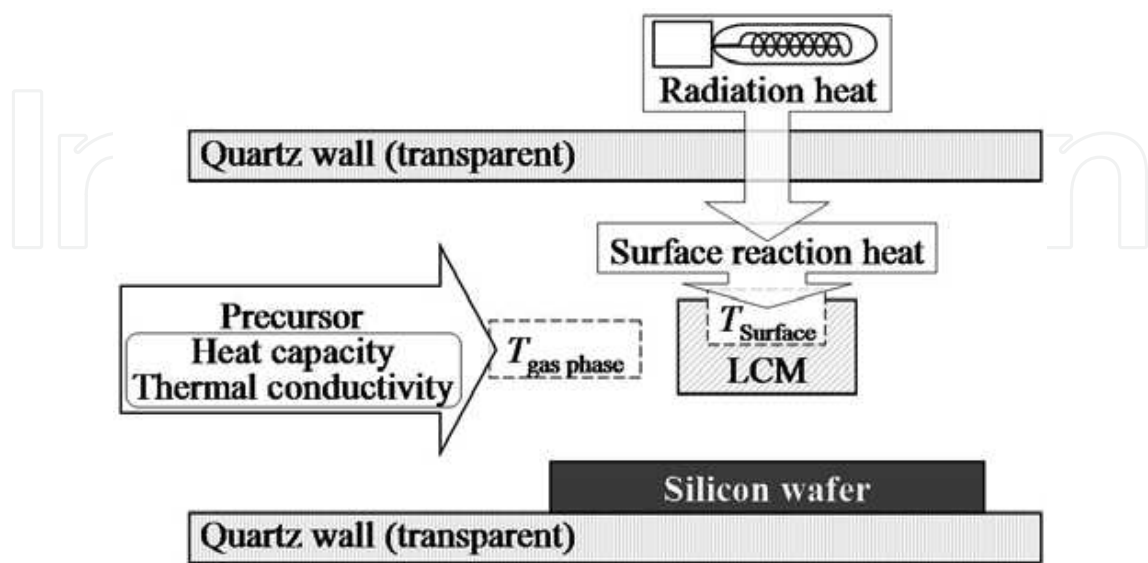 Radiation heat
Quartz wall (transparent)
Surface reaction heat
Precursor
Heat capacity
Thermal conductivity
T gas phase
T Surface
LCM
Silicon wafer
Quartz wall (transparent)